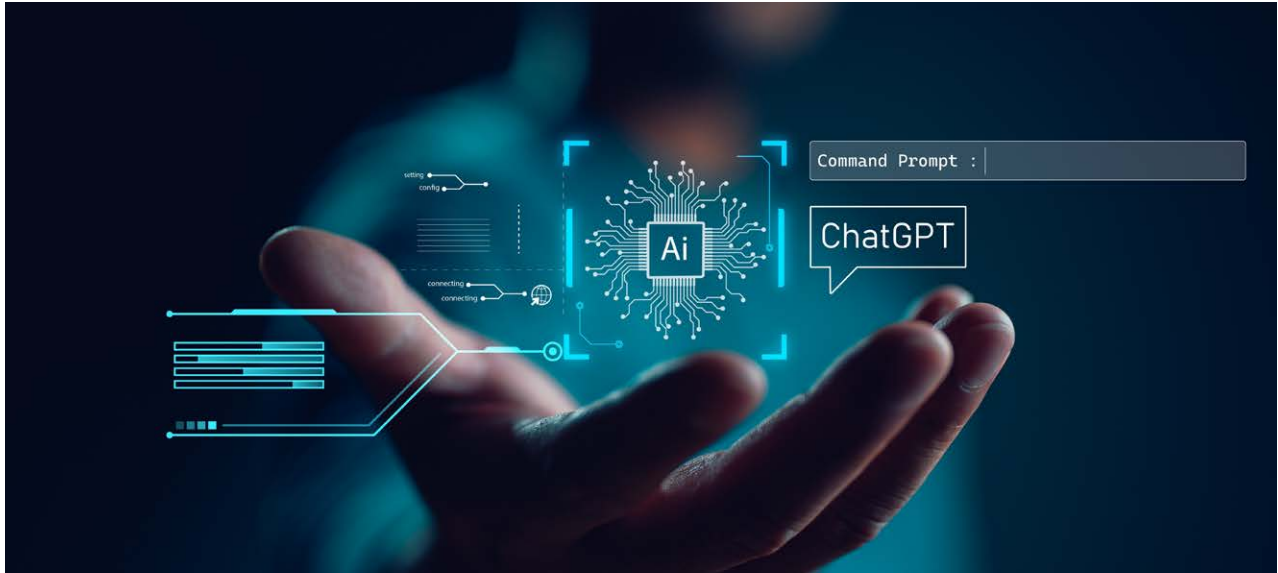 Command Prompt :
setting
config
Ai
ChatGPT
connecting
connecting